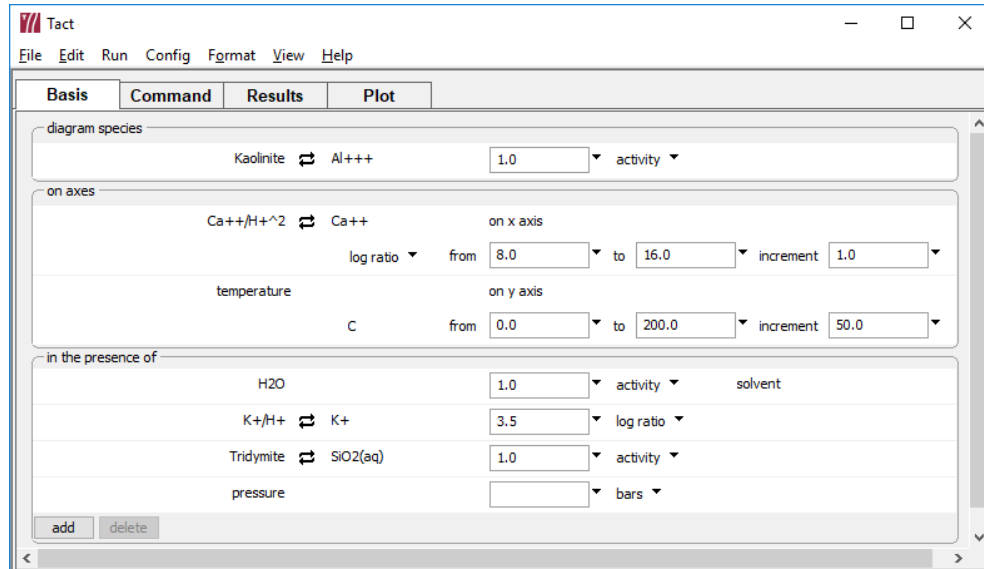 Tact
File Edit Run Config Format View Help
Basis Command Results Plot
diagram species
Kaolinite Al+++ 1.0 activity
on axes
Ca++/H+^2 Ca++ on x axis
log ratio from 8.0 to 16.0 increment 1.0
temperature on y axis
C from 0.0 to 200.0 increment 50.0
in the presence of
H2O 1.0 activity solvent
K+/H+ K+ 3.5 log ratio
Tridymite SiO2(aq) 1.0 activity
pressure bars
add delete